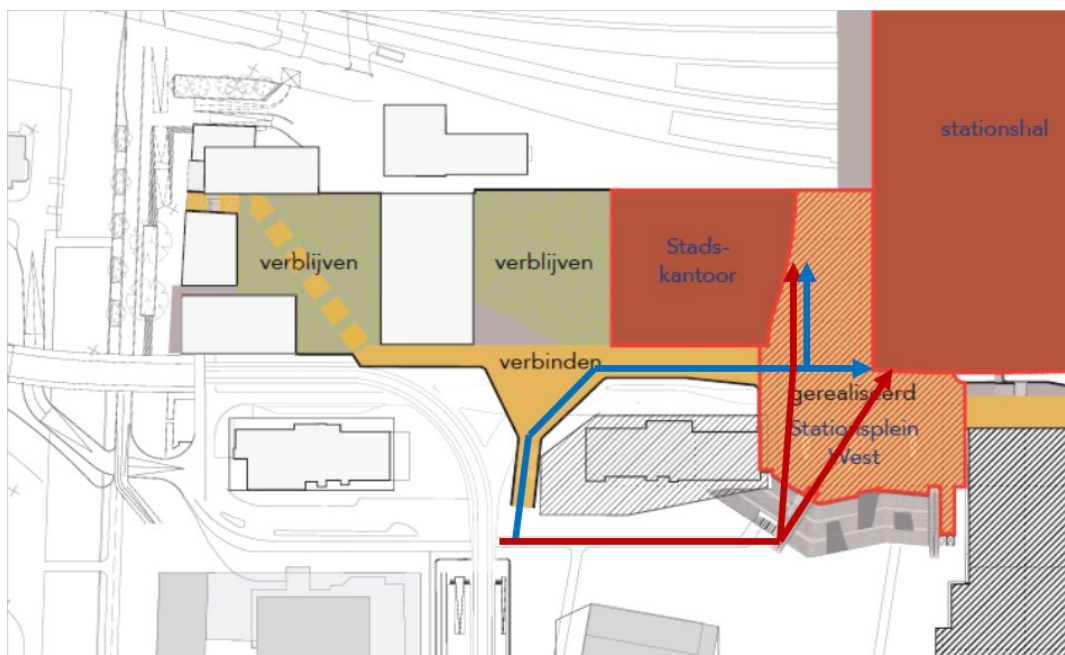 stationshal
Stads-
kantoor
verblijven
verblijven
verbinden
gerealiseerd
Stationsplein
West